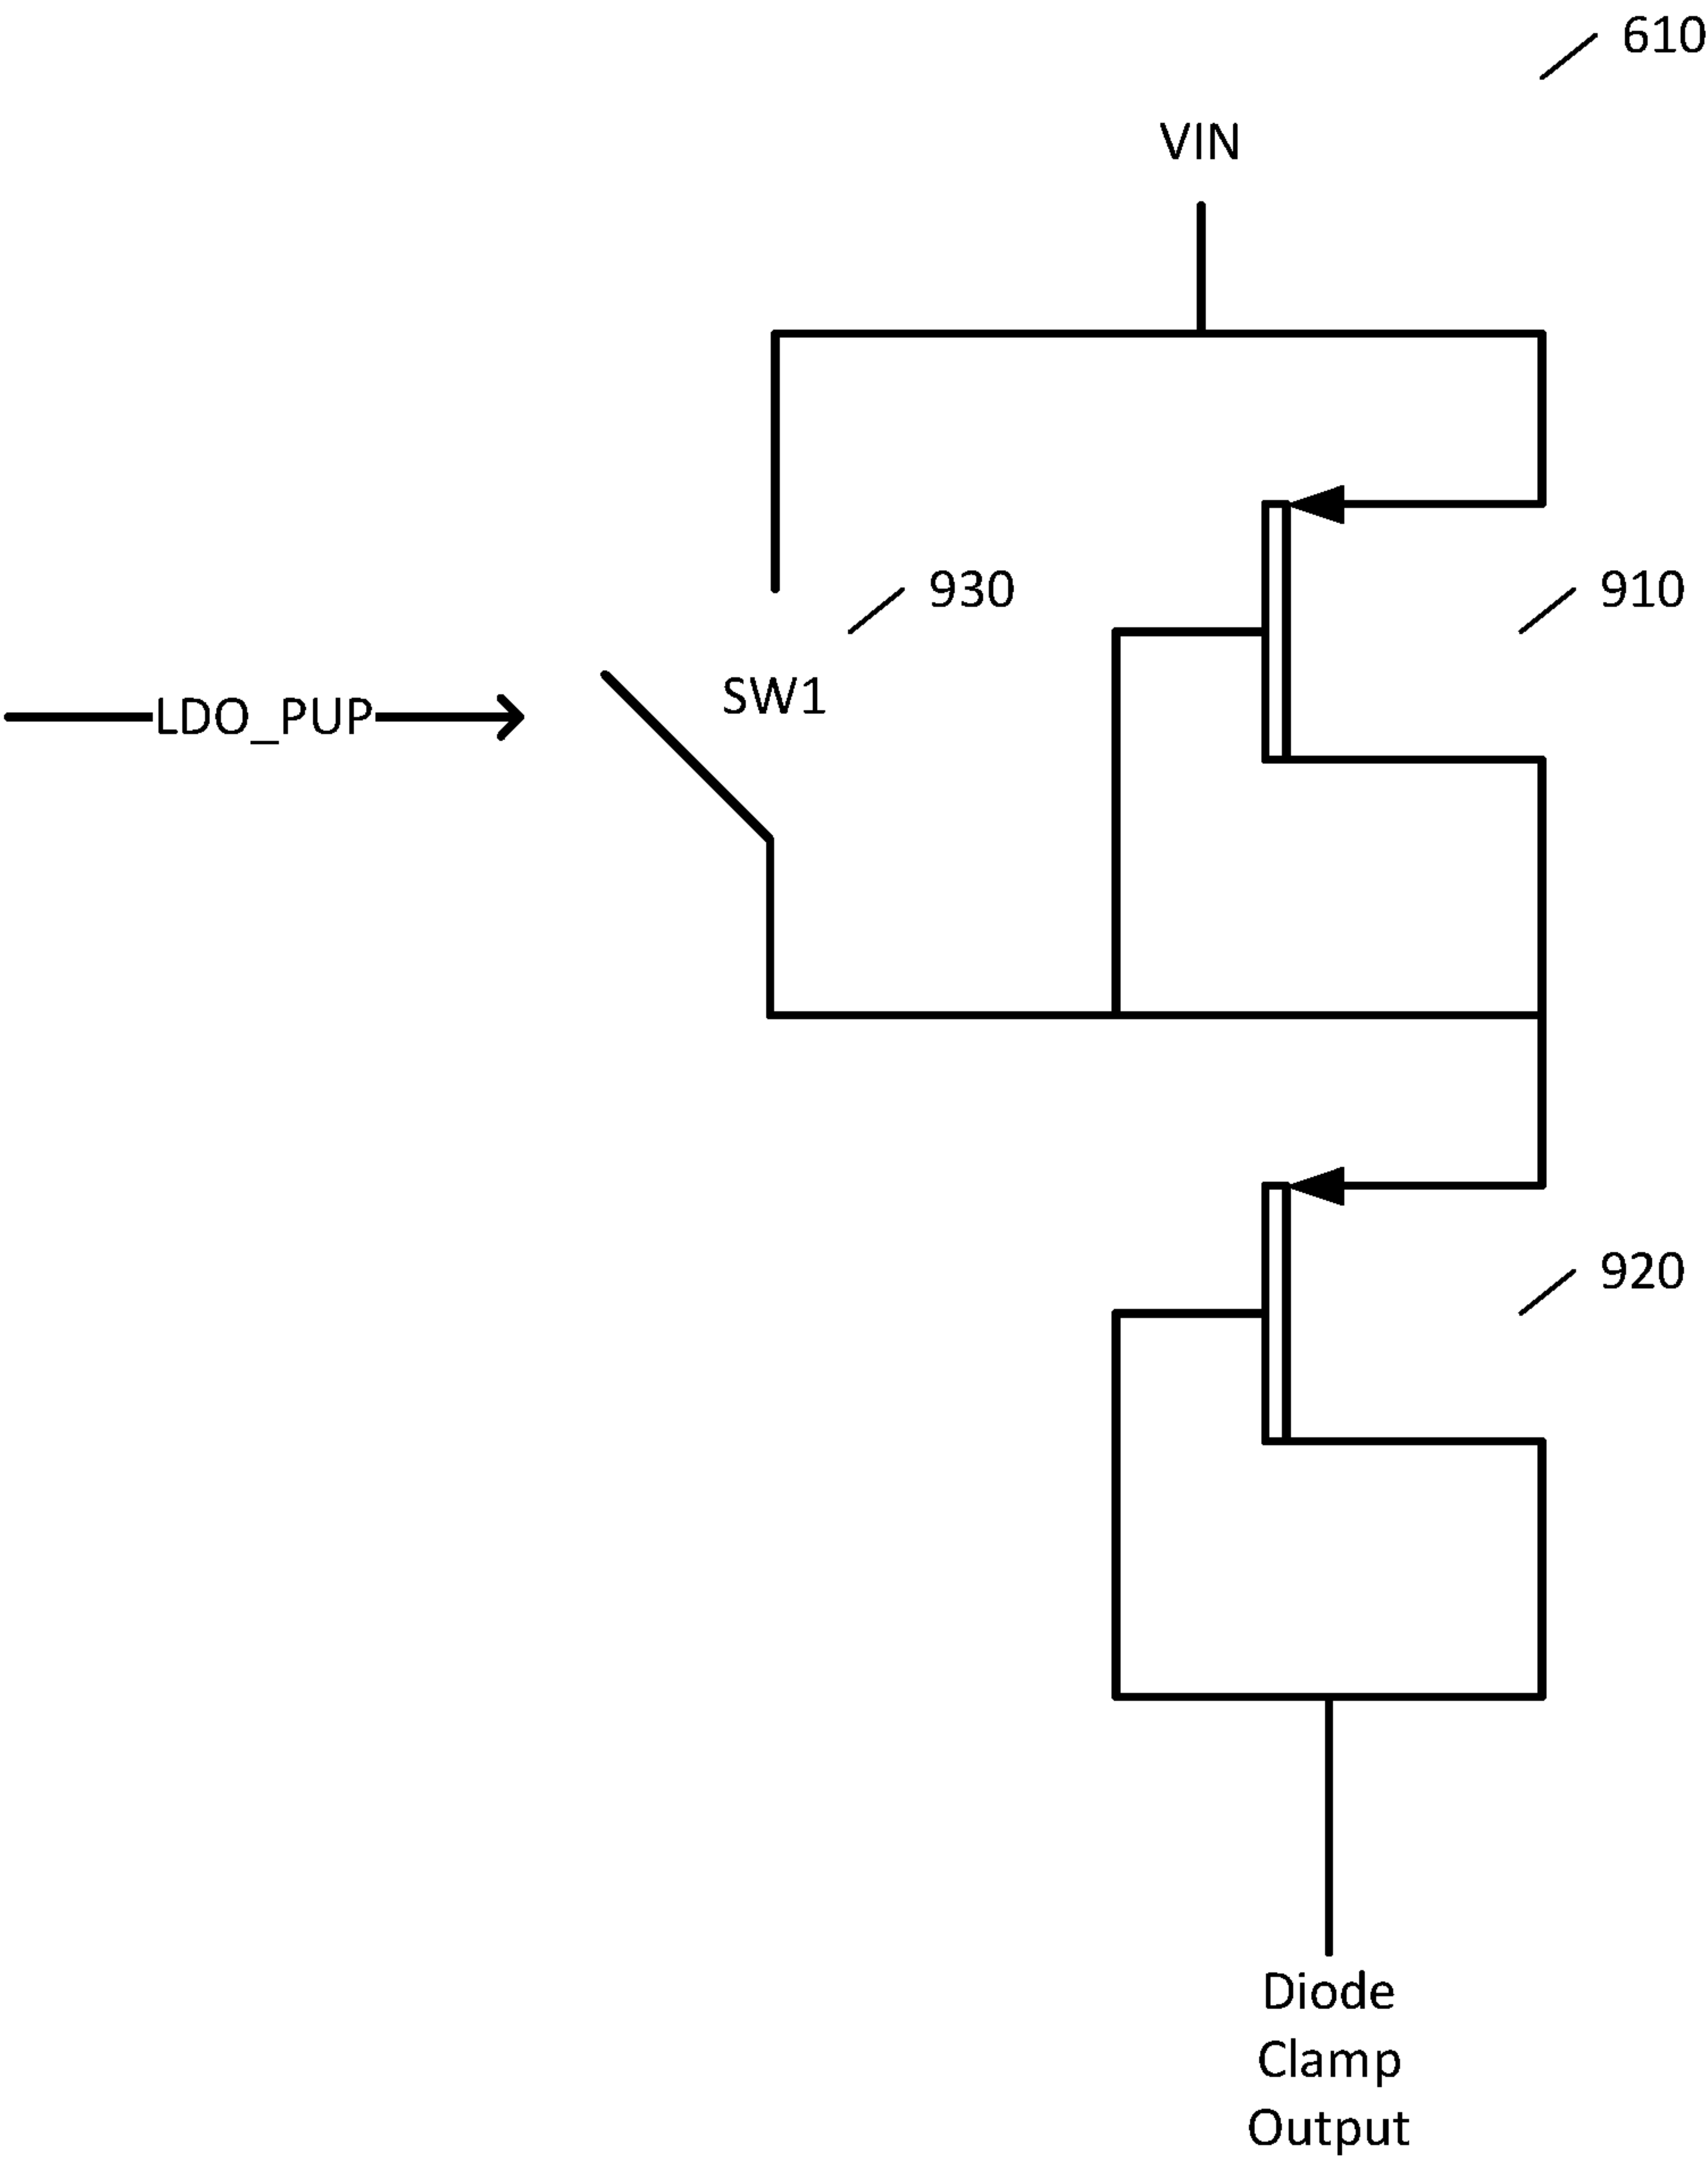 610
VIN
930
910
SW1
LDO_PUP
920
Diode
Clamp
Output